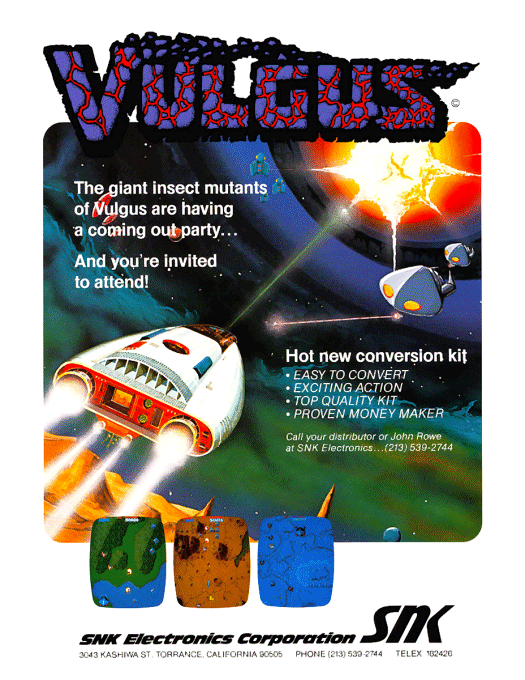 VULGUS
©
The giant insect mutants
of Vulgus are having
a coming out party...
And you're invited
to attend!
Hot new conversion kit
• EASY TO CONVERT
• EXCITING ACTION
• TOP QUALITY KIT
• PROVEN MONEY MAKER
Call your distributor or John Rowe
at SNK Electronics...(213) 539-2744
SNK Electronics Corporation SNK
3043 KASHIWA ST. TORRANCE, CALIFORNIA 90505 PHONE (213) 539-2744 TELEX 182426